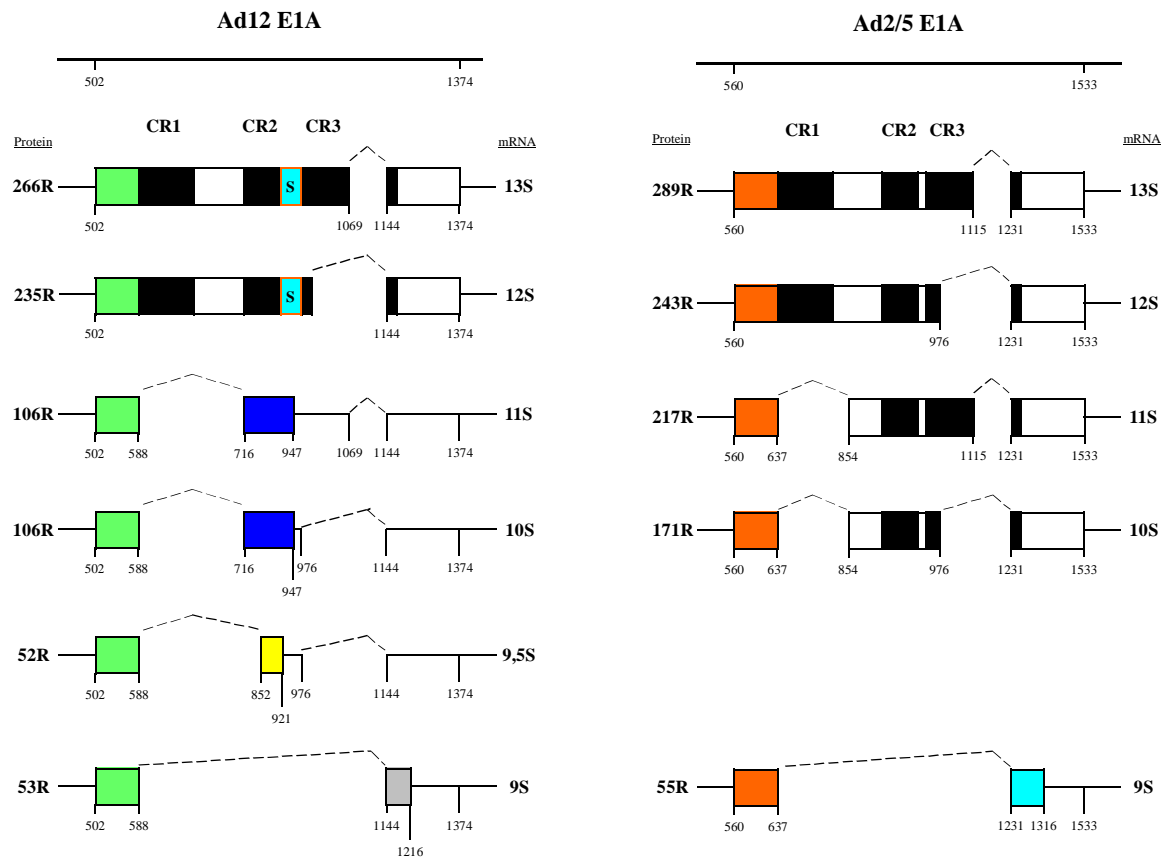 Ad12 E1A
502 1374
CR1 CR2 CR3
Protein mRNA
266R S 13S
502 1069 1144 1374
235R S 12S
502 1144 1374
106R 11S
502 588 716 947 1069 1144 1374
106R 10S
502 588 716 976 1144 1374
947
52R 9,5S
502 588 852 976 1144 1374
921
53R 9S
502 588 1144 1374
1216
Ad2/5 E1A
560 1533
CR1 CR2 CR3
Protein mRNA
289R 13S
560 1115 1231 1533
243R 12S
560 976 1231 1533
217R 11S
560 637 854 1115 1231 1533
171R 10S
560 637 854 976 1231 1533
55R 9S
560 637 1231 1316 1533